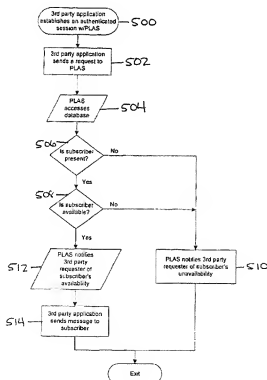 3rd party application
establishes an authenticated
session w/PLAS
500
3rd party application
sends a request to
PLAS
502
PLAS
accesses
database
504
506
Is subscriber
present?
No
Yes
508
Is subscriber
available?
No
Yes
512
PLAS notifies
3rd party
requester of
subscriber's
availability
PLAS notifies 3rd party
requester of subscriber's
unavailability
510
514
3rd party application
sends message to
subscriber
Exit